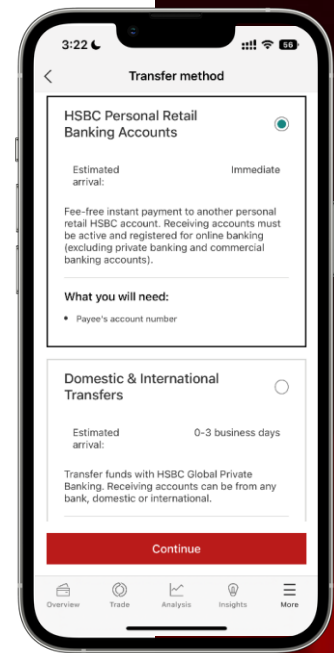 3:22
56
Transfer method
HSBC Personal Retail
Banking Accounts
Estimated
arrival:
Immediate
Fee-free instant payment to another personal
retail HSBC account. Receiving accounts must
be active and registered for online banking
(excluding private banking and commercial
banking accounts).
What you will need:
• Payee's account number
Domestic & International
Transfers
Estimated
arrival:
0-3 business days
Transfer funds with HSBC Global Private
Banking. Receiving accounts can be from any
bank, domestic or international.
Continue
Overview
Trade
Analysis
Insights
More